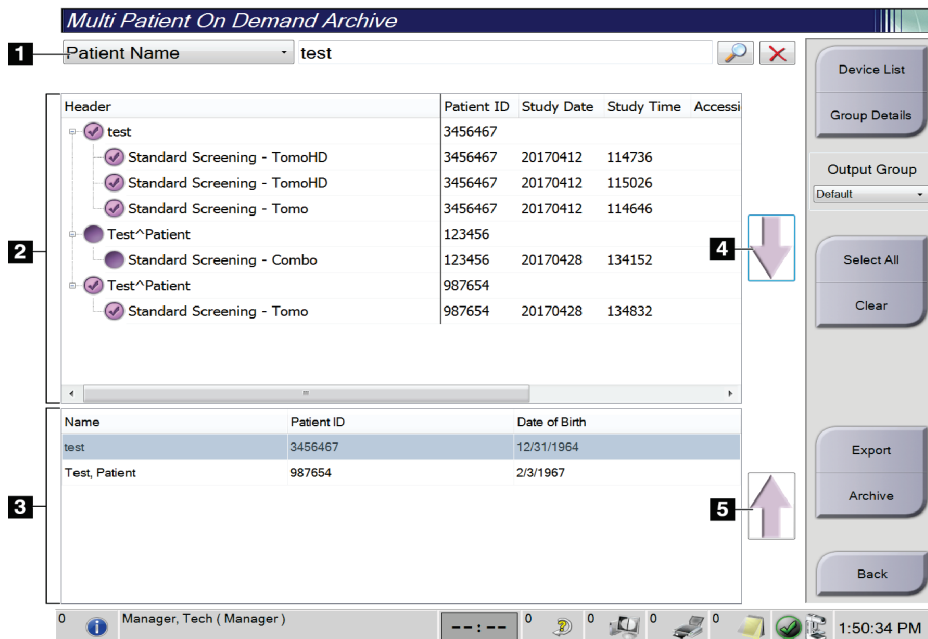 Multi Patient On Demand Archive
1 Patient Name test
Device List
Group Details
Output Group
Default
Select All
Clear
Export
Archive
Back
2
Header Patient ID Study Date Study Time Accessi
test 3456467
Standard Screening - TomoHD 3456467 20170412 114736
Standard Screening - TomoHD 3456467 20170412 115026
Standard Screening - Tomo 3456467 20170412 114646
Test^Patient 123456
Standard Screening - Combo 123456 20170428 134152
Test^Patient 987654
Standard Screening - Tomo 987654 20170428 134832
4
3
Name Patient ID Date of Birth
test 3456467 12/31/1964
Test, Patient 987654 2/3/1967
5
0 Manager, Tech ( Manager ) --:-- 0 0 0 0 1:50:34 PM